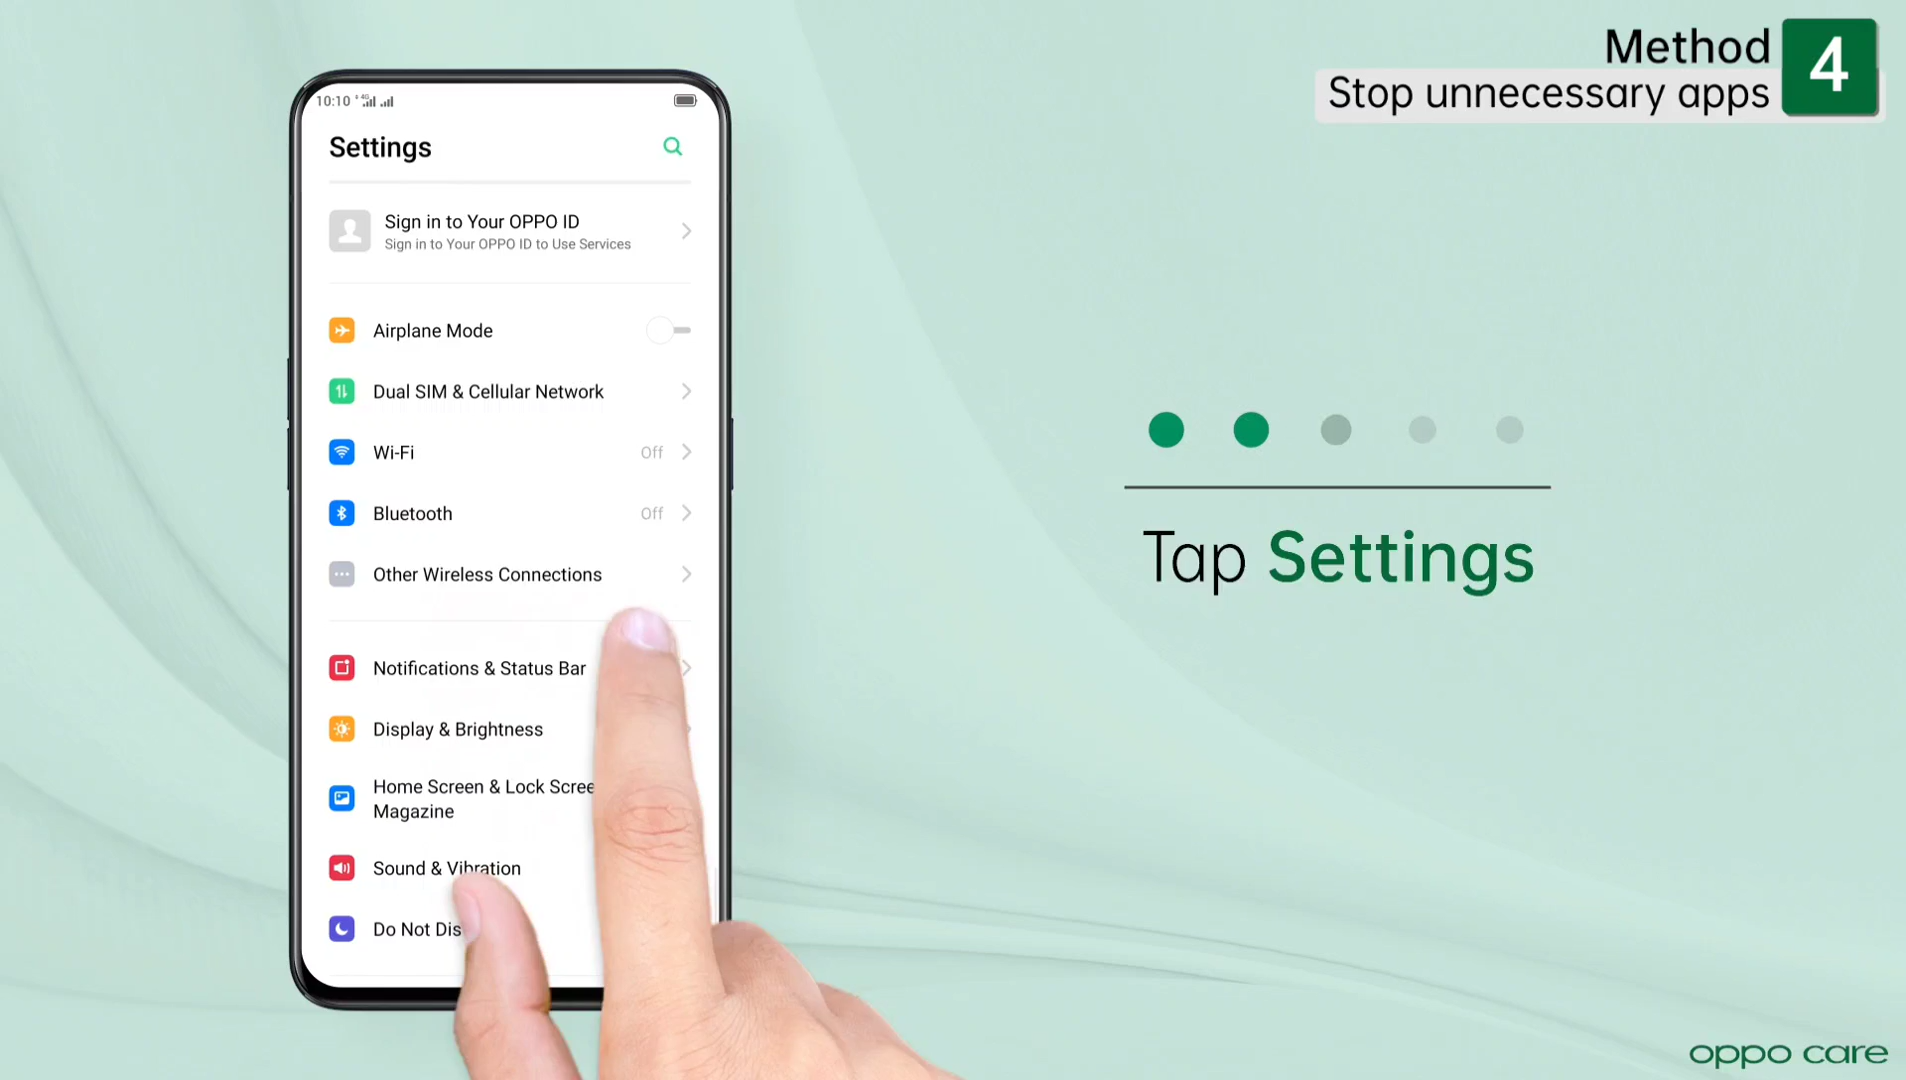 Method
4
Stop unnecessary apps
10:10
4G
Settings
Sign in to Your OPPO ID
Sign in to Your OPPO ID to Use Services
Airplane Mode
Dual SIM & Cellular Network
Wi-Fi
Off
Bluetooth
Off
Other Wireless Connections
Notifications & Status Bar
Display & Brightness
Home Screen & Lock Scree
Magazine
Sound & Vibration
Do Not Dis
Tap Settings
oppo care